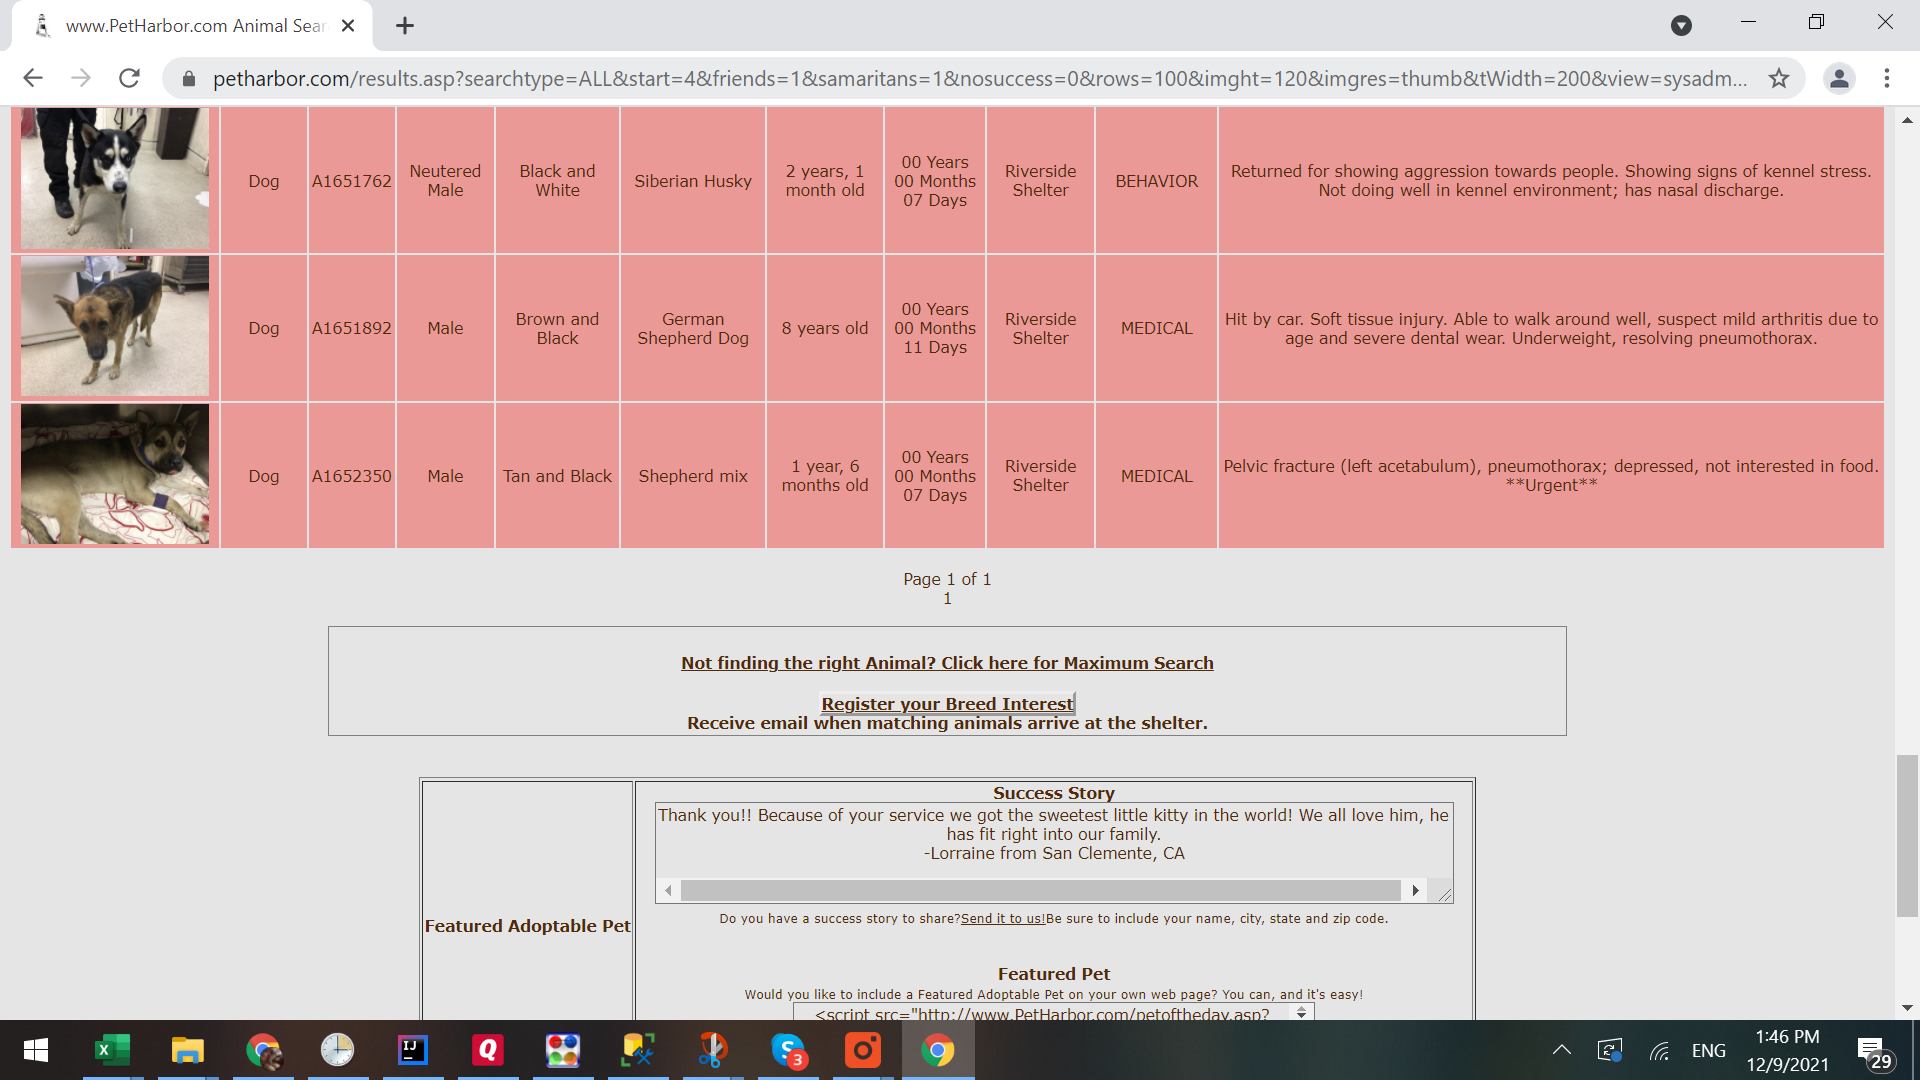 www.PetHarbor.com Animal Sear
petharbor.com/results.asp?searchtype=ALL&start=4&friends=1&samaritans=1&nosuccess=0&rows=100&imght=120&imgres=thumb&tWidth=200&view=sysadm...
Dog
A1651762
Neutered
Male
Black and
White
Siberian Husky
2 years, 1
month old
00 Years
00 Months
07 Days
Riverside
Shelter
BEHAVIOR
Returned for showing aggression towards people. Showing signs of kennel stress.
Not doing well in kennel environment; has nasal discharge.
Dog
A1651892
Male
Brown and
Black
German
Shepherd Dog
8 years old
00 Years
00 Months
11 Days
Riverside
Shelter
MEDICAL
Hit by car. Soft tissue injury. Able to walk around well, suspect mild arthritis due to
age and severe dental wear. Underweight, resolving pneumothorax.
Dog
A1652350
Male
Tan and Black
Shepherd mix
1 year, 6
months old
00 Years
00 Months
07 Days
Riverside
Shelter
MEDICAL
Pelvic fracture (left acetabulum), pneumothorax; depressed, not interested in food.
**Urgent**
Page 1 of 1
1
Not finding the right Animal? Click here for Maximum Search
Register your Breed Interest
Receive email when matching animals arrive at the shelter.
Featured Adoptable Pet
Success Story
Thank you!! Because of your service we got the sweetest little kitty in the world! We all love him, he
has fit right into our family.
-Lorraine from San Clemente, CA
Do you have a success story to share?Send it to us!Be sure to include your name, city, state and zip code.
Featured Pet
Would you like to include a Featured Adoptable Pet on your own web page? You can, and it's easy!
<script src="http://www.PetHarbor.com/petoftheday.asp?
X
IJ
Q
S
3
ENG
1:46 PM
12/9/2021
29